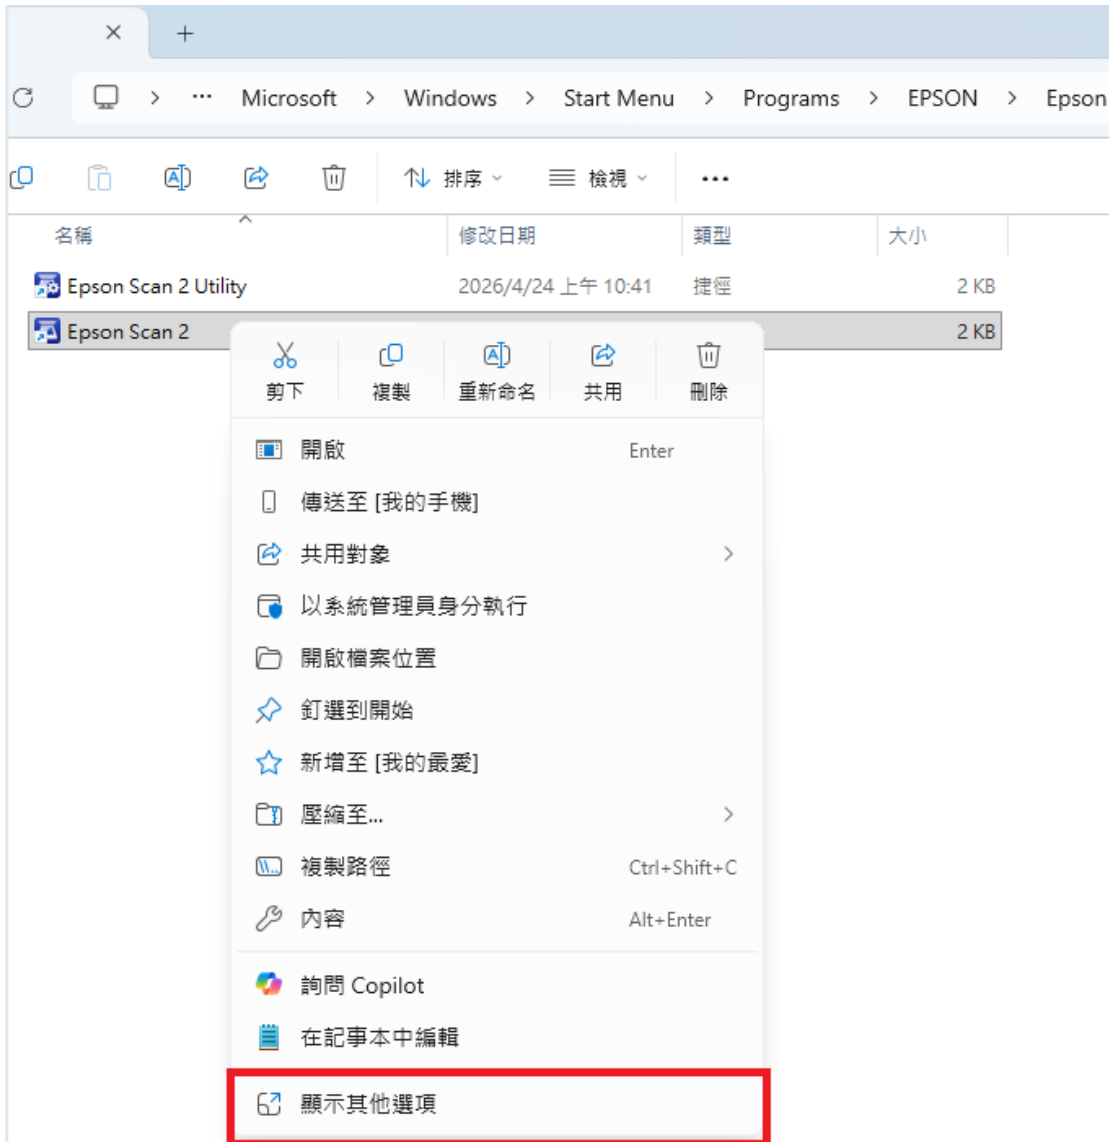 Microsoft > Windows > Start Menu > Programs > EPSON > Epson
排序 檢視
名稱 修改日期 類型 大小
Epson Scan 2 Utility 2026/4/24 上午 10:41 捷徑 2 KB
Epson Scan 2 2 KB
剪下 複製 重新命名 共用 刪除
開啟 Enter
傳送至 [我的手機]
共用對象
以系統管理員身分執行
開啟檔案位置
釘選到開始
新增至 [我的最愛]
壓縮至...
複製路徑 Ctrl+Shift+C
內容 Alt+Enter
詢問 Copilot
在記事本中編輯
顯示其他選項